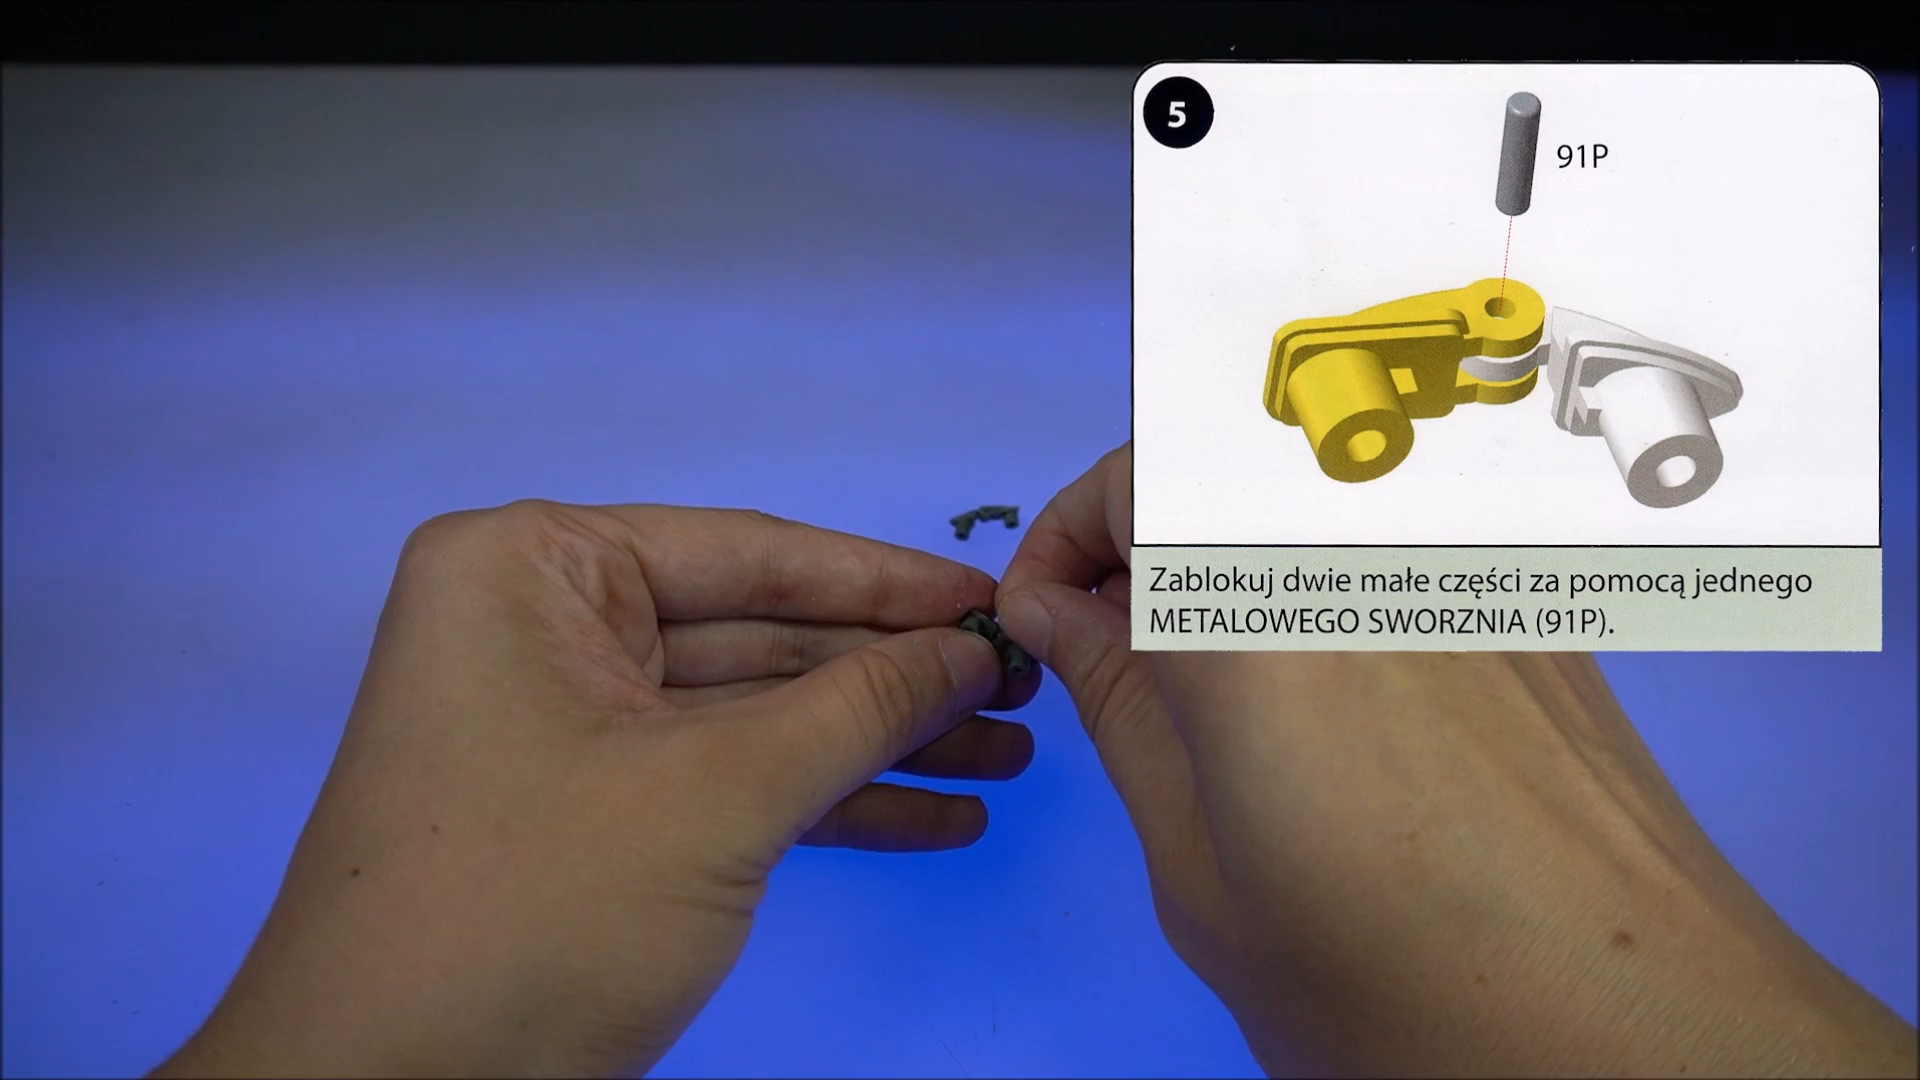 5
91P
Zablokuj dwie małe części za pomocą jednego
METALOWEGO SWORZNIA (91P).